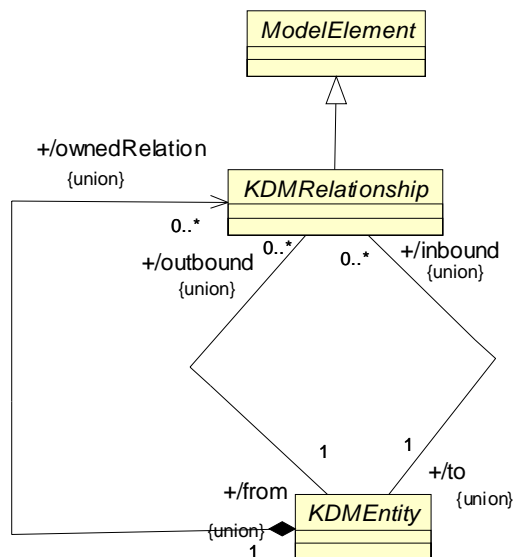 ModelElement
+/ownedRelation
{union}
0..*
KDMRelationship
0..*
+/outbound
{union}
0..*
+/inbound
{union}
1
1
+/from
{union}
1
+/to
{union}
KDMEntity